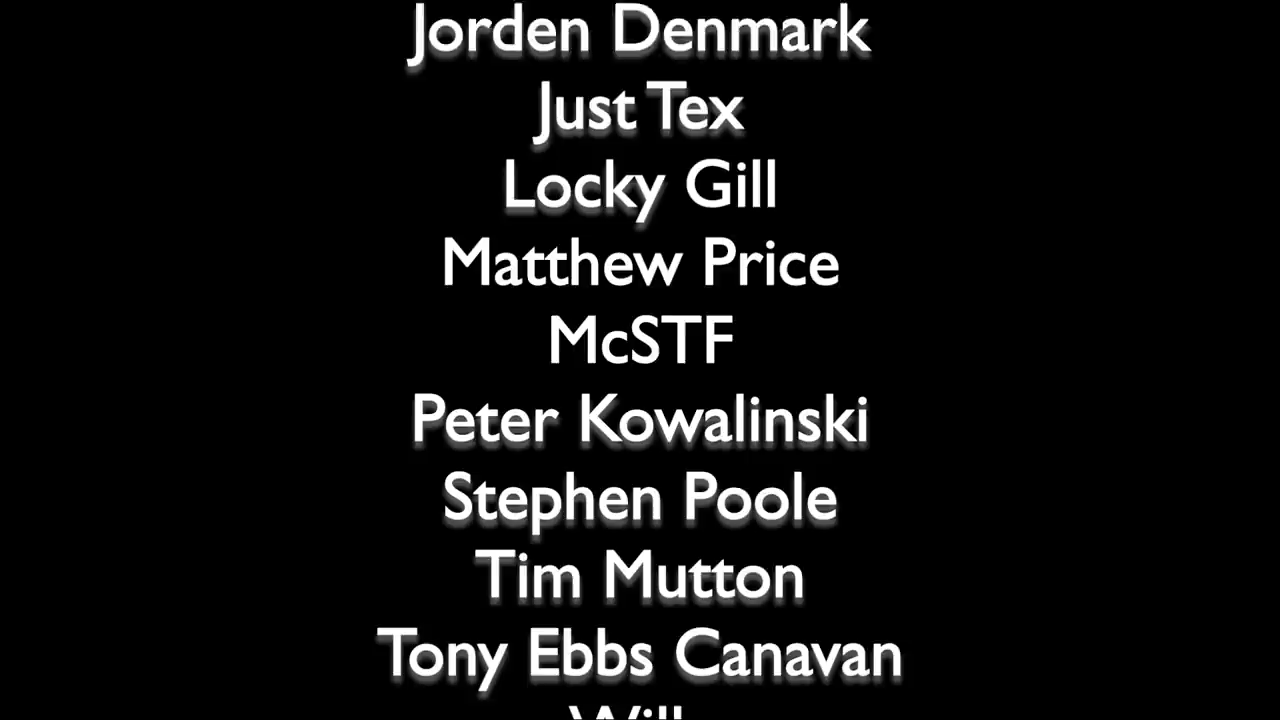 Jorden Denmark
Just Tex
Locky Gill
Matthew Price
McSTF
Peter Kowalinski
Stephen Poole
Tim Mutton
Tony Ebbs Canavan